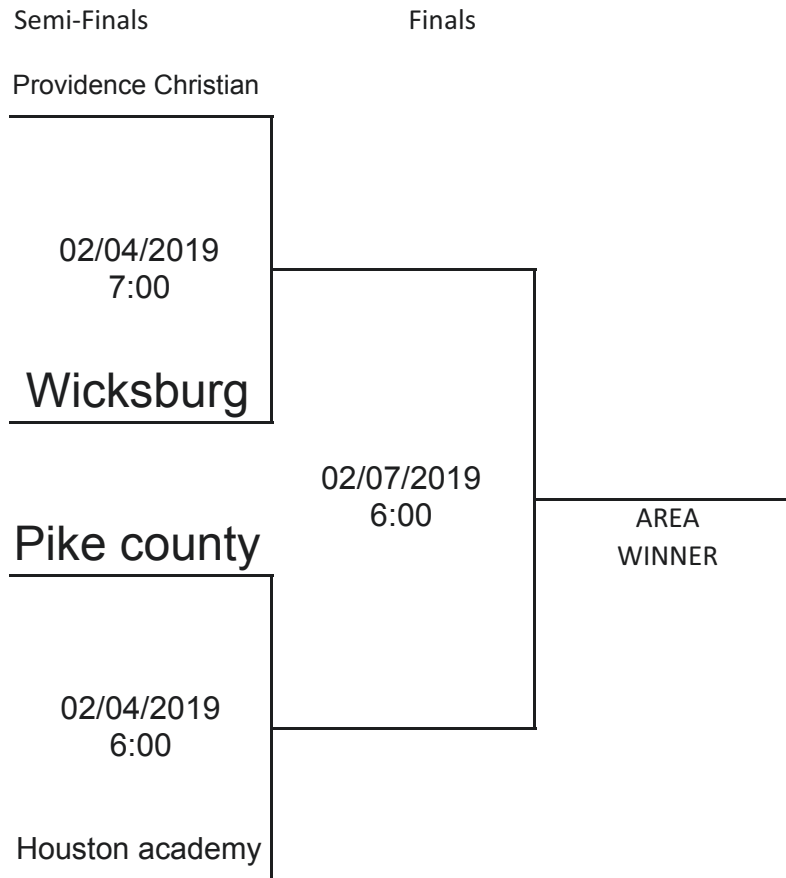 Semi-Finals
Finals
Providence Christian
02/04/2019
7:00
Wicksburg
02/07/2019
6:00
AREA
WINNER
Pike county
02/04/2019
6:00
Houston academy